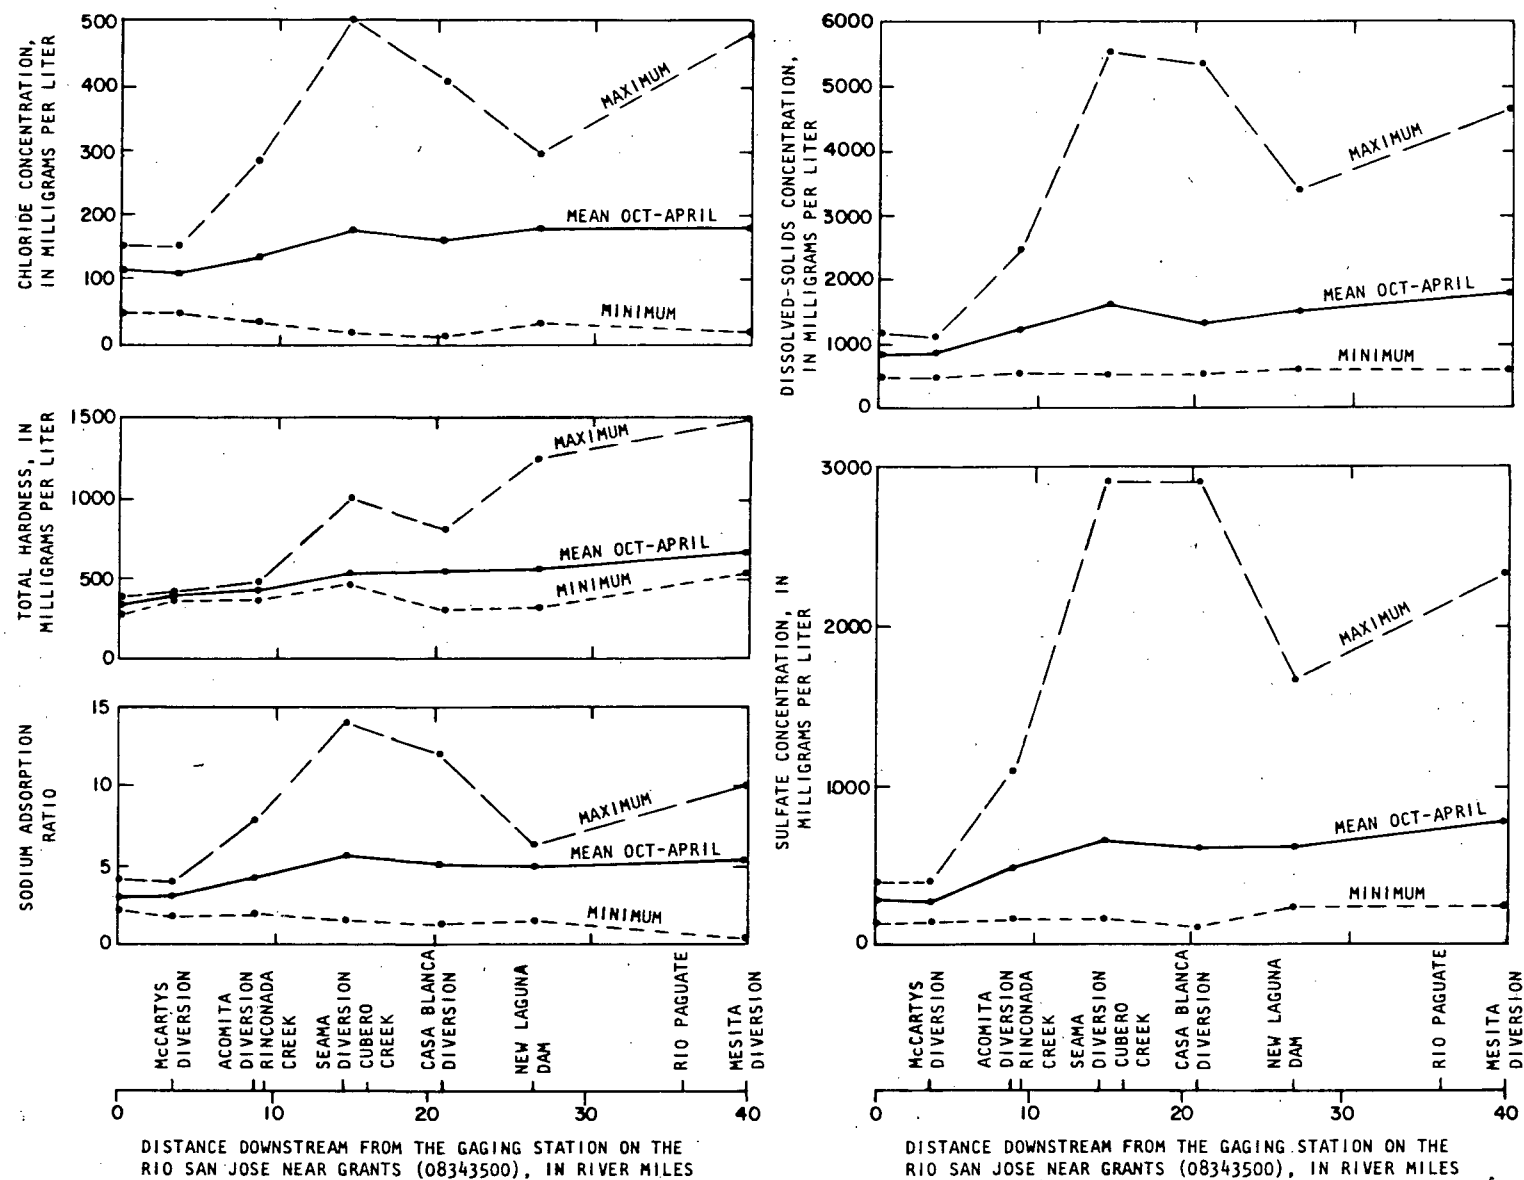 CHLORIDE CONCENTRATION,
IN MILLIGRAMS PER LITER
500
400
300
200
100
0
MAXIMUM
MEAN OCT-APRIL
MINIMUM
TOTAL HARDNESS, IN
MILLIGRAMS PER LITER
1500
1000
500
0
MAXIMUM
MEAN OCT-APRIL
MINIMUM
SODIUM ADSORPTION
RATIO
15
10
5
0
MAXIMUM
MEAN OCT-APRIL
MINIMUM
McCARTYS
DIVERSION
ACOMITA
DIVERSION
RINCONADA
CREEK
SEAMA
DIVERSION
CUBERO
CREEK
CASA BLANCA
DIVERSION
NEW LAGUNA
DAM
RIO PAGUATE
MESITA
DIVERSION
0 10 20 30 40
DISTANCE DOWNSTREAM FROM THE GAGING STATION ON THE
RIO SAN JOSE NEAR GRANTS (08343500), IN RIVER MILES
DISSOLVED-SOLIDS CONCENTRATION,
IN MILLIGRAMS PER LITER
6000
5000
4000
3000
2000
1000
0
MAXIMUM
MEAN OCT-APRIL
MINIMUM
SULFATE CONCENTRATION, IN
MILLIGRAMS PER LITER
3000
2000
1000
0
MAXIMUM
MEAN OCT-APRIL
MINIMUM
McCARTYS
DIVERSION
ACOMITA
DIVERSION
RINCONADA
CREEK
SEAMA
DIVERSION
CUBERO
CREEK
CASA BLANCA
DIVERSION
NEW LAGUNA
DAM
RIO PAGUATE
MESITA
DIVERSION
0 10 20 30 40
DISTANCE DOWNSTREAM FROM THE GAGING STATION ON THE
RIO SAN JOSE NEAR GRANTS (08343500), IN RIVER MILES